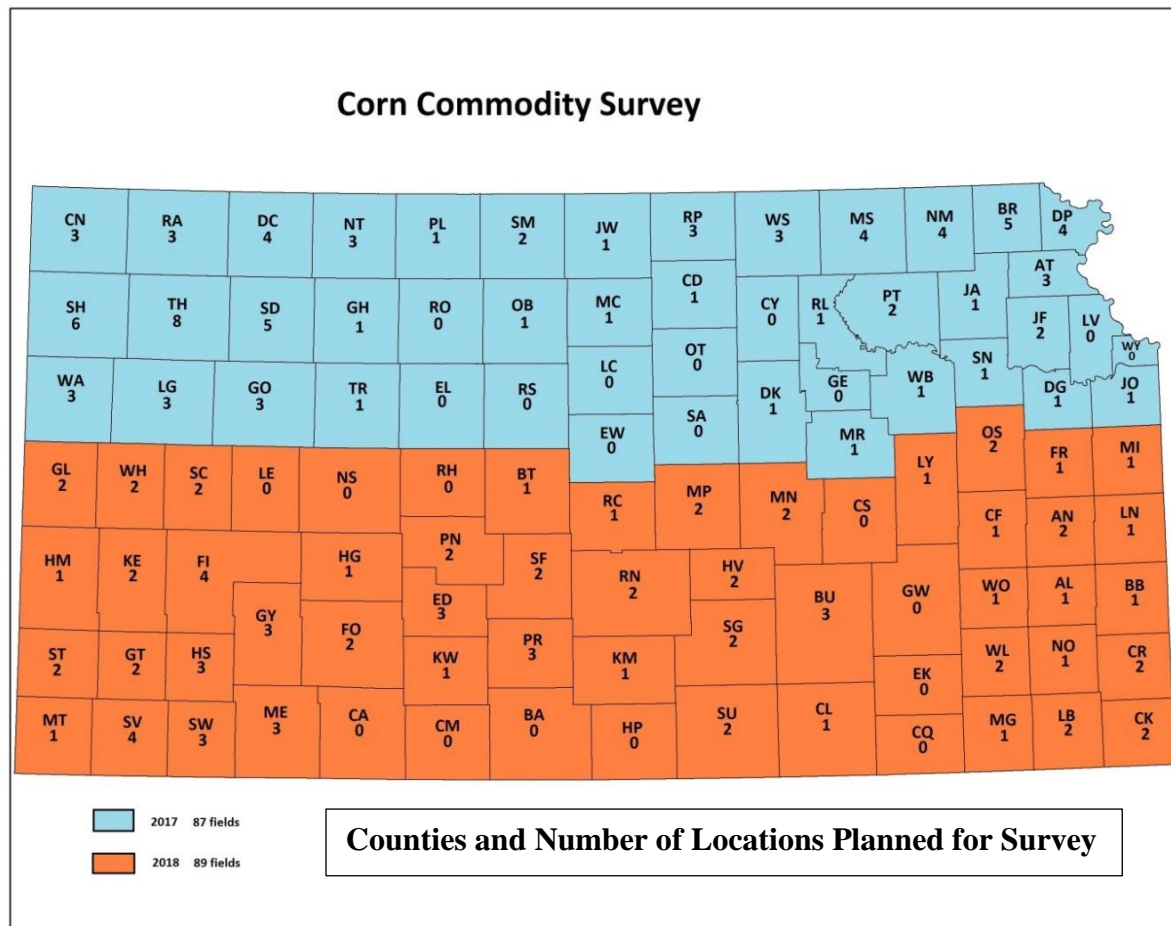 Corn Commodity Survey
CN
3
RA
3
DC
4
NT
3
PL
1
SM
2
JW
1
RP
3
WS
3
MS
4
NM
4
BR
5
DP
4
SH
6
TH
8
SD
5
GH
1
RO
0
OB
1
MC
1
CD
1
CY
0
RL
1
PT
2
JA
1
AT
3
JF
2
LV
0
WY
0
WA
3
LG
3
GO
3
TR
1
EL
0
RS
0
LC
0
OT
0
EW
0
SA
0
DK
1
GE
0
MR
1
WB
1
SN
1
DG
1
JO
1
GL
2
WH
2
SC
2
LE
0
NS
0
RH
0
BT
1
RC
1
MP
2
MN
2
CS
0
LY
1
OS
2
FR
1
MI
1
HM
1
KE
2
FI
4
HG
1
PN
2
SF
2
RN
2
HV
2
BU
3
GW
0
CF
1
AN
2
LN
1
GY
3
FO
2
ED
3
SG
2
WO
1
AL
1
BB
1
ST
2
GT
2
HS
3
KW
1
PR
3
KM
1
EK
0
WL
2
NO
1
CR
2
MT
1
SV
4
SW
3
ME
3
CA
0
CM
0
BA
0
HP
0
SU
2
CL
1
CQ
0
MG
1
LB
2
CK
2
2017 87 fields
2018 89 fields
Counties and Number of Locations Planned for Survey